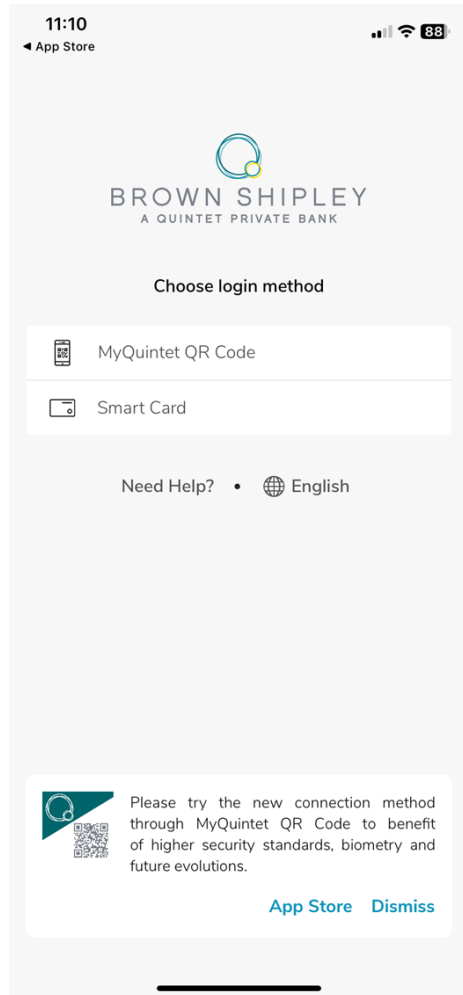 11:10
88
◀ App Store
BROWN SHIPLEY
A QUINTET PRIVATE BANK
Choose login method
MyQuintet QR Code
Smart Card
Need Help? • English
Please try the new connection method
through MyQuintet QR Code to benefit
of higher security standards, biometry and
future evolutions.
App Store Dismiss